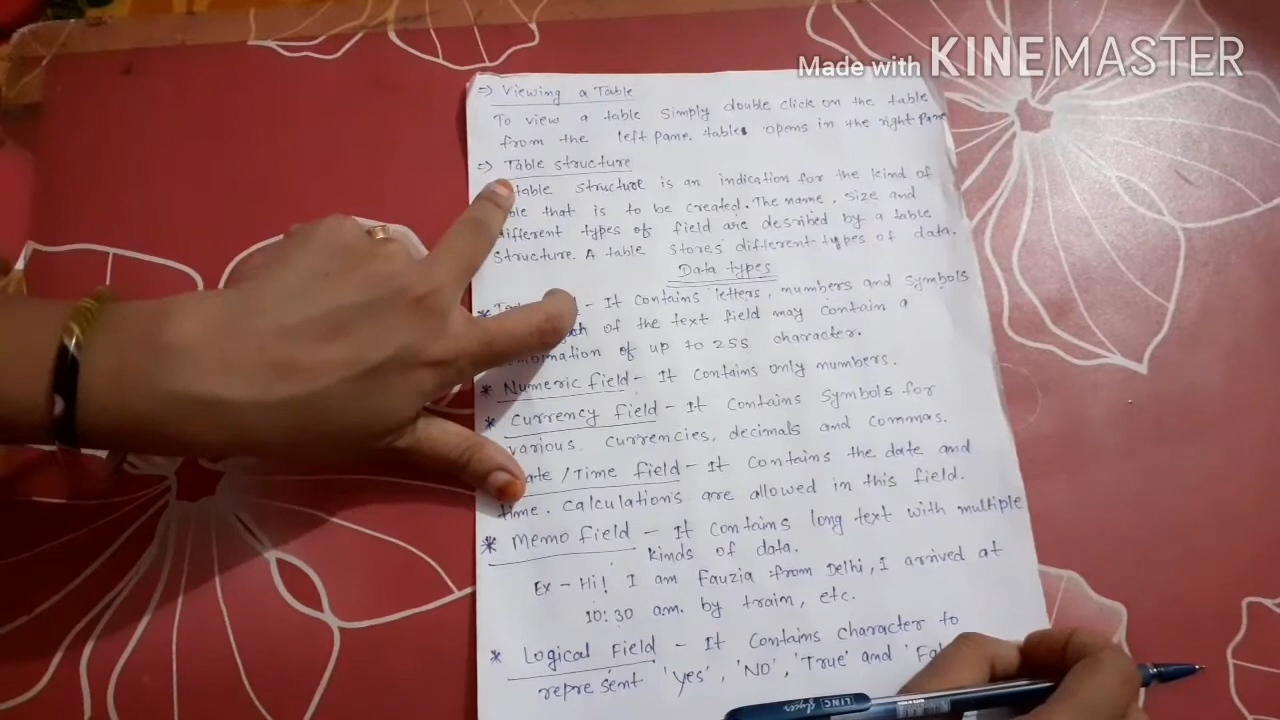 Made with KINEMASTER
=> Viewing a Table
To view a table simply double click on the table
from the left pane. table opens in the right pane
=> Table structure
table structure is an indication for the kind of
that is to be created. The name, size and
different types of field are desribed by a table
structure. A table stores different types of data.
Data types
* - It contains letters, numbers and symbols
of the text field may contain a
combination of up to 255 character.
* Numeric field - It contains only numbers.
* Currency field - It contains symbols for
various currencies, decimals and commas.
/Time field - It contains the date and
time. calculations are allowed in this field.
* Memo field - It contains long text with multiple
kinds of data.
Ex - Hi! I am Fauzia from Delhi, I arrived at
10:30 am. by train, etc.
* Logical field - It contains character to
represent 'yes', 'NO', 'True' and
LINC glycer